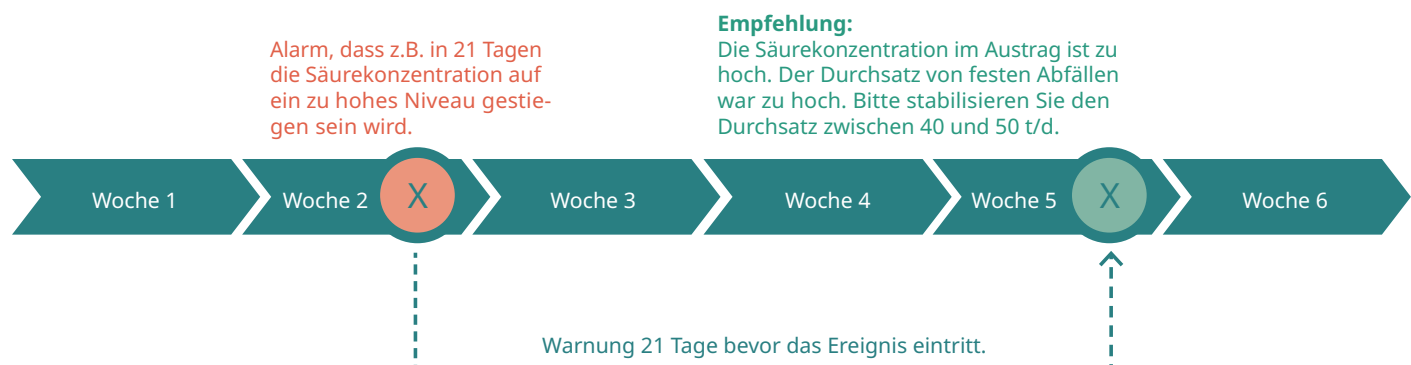 Alarm, dass z.B. in 21 Tagen
die Säurekonzentration auf
ein zu hohes Niveau gestie-
gen sein wird.
Empfehlung:
Die Säurekonzentration im Austrag ist zu
hoch. Der Durchsatz von festen Abfällen
war zu hoch. Bitte stabilisieren Sie den
Durchsatz zwischen 40 und 50 t/d.
Woche 1
Woche 2
X
Woche 3
Woche 4
Woche 5
X
Woche 6
Warnung 21 Tage bevor das Ereignis eintritt.